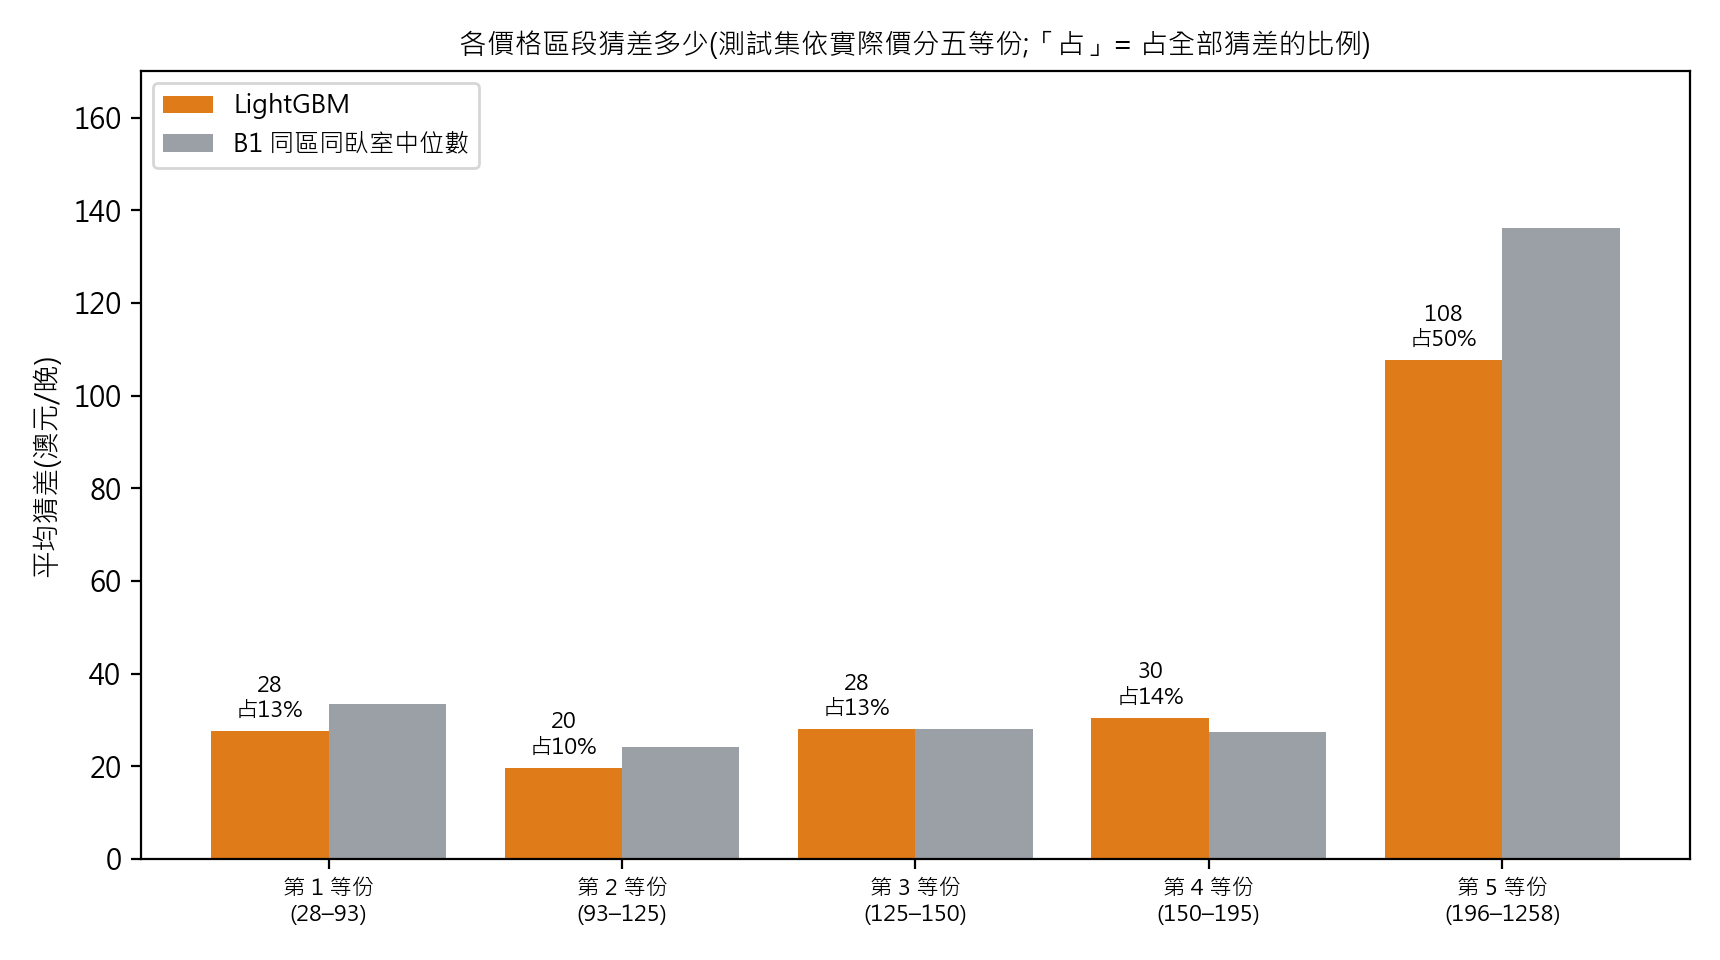 各價格區段猜差多少(測試集依實際價分五等份;「占」= 占全部猜差的比例)
LightGBM
B1 同區同臥室中位數
平均猜差(澳元/晚)
160
140
120
100
80
60
40
20
0
28
占13%
20
占10%
28
占13%
30
占14%
108
占50%
第 1 等份
(28–93)
第 2 等份
(93–125)
第 3 等份
(125–150)
第 4 等份
(150–195)
第 5 等份
(196–1258)